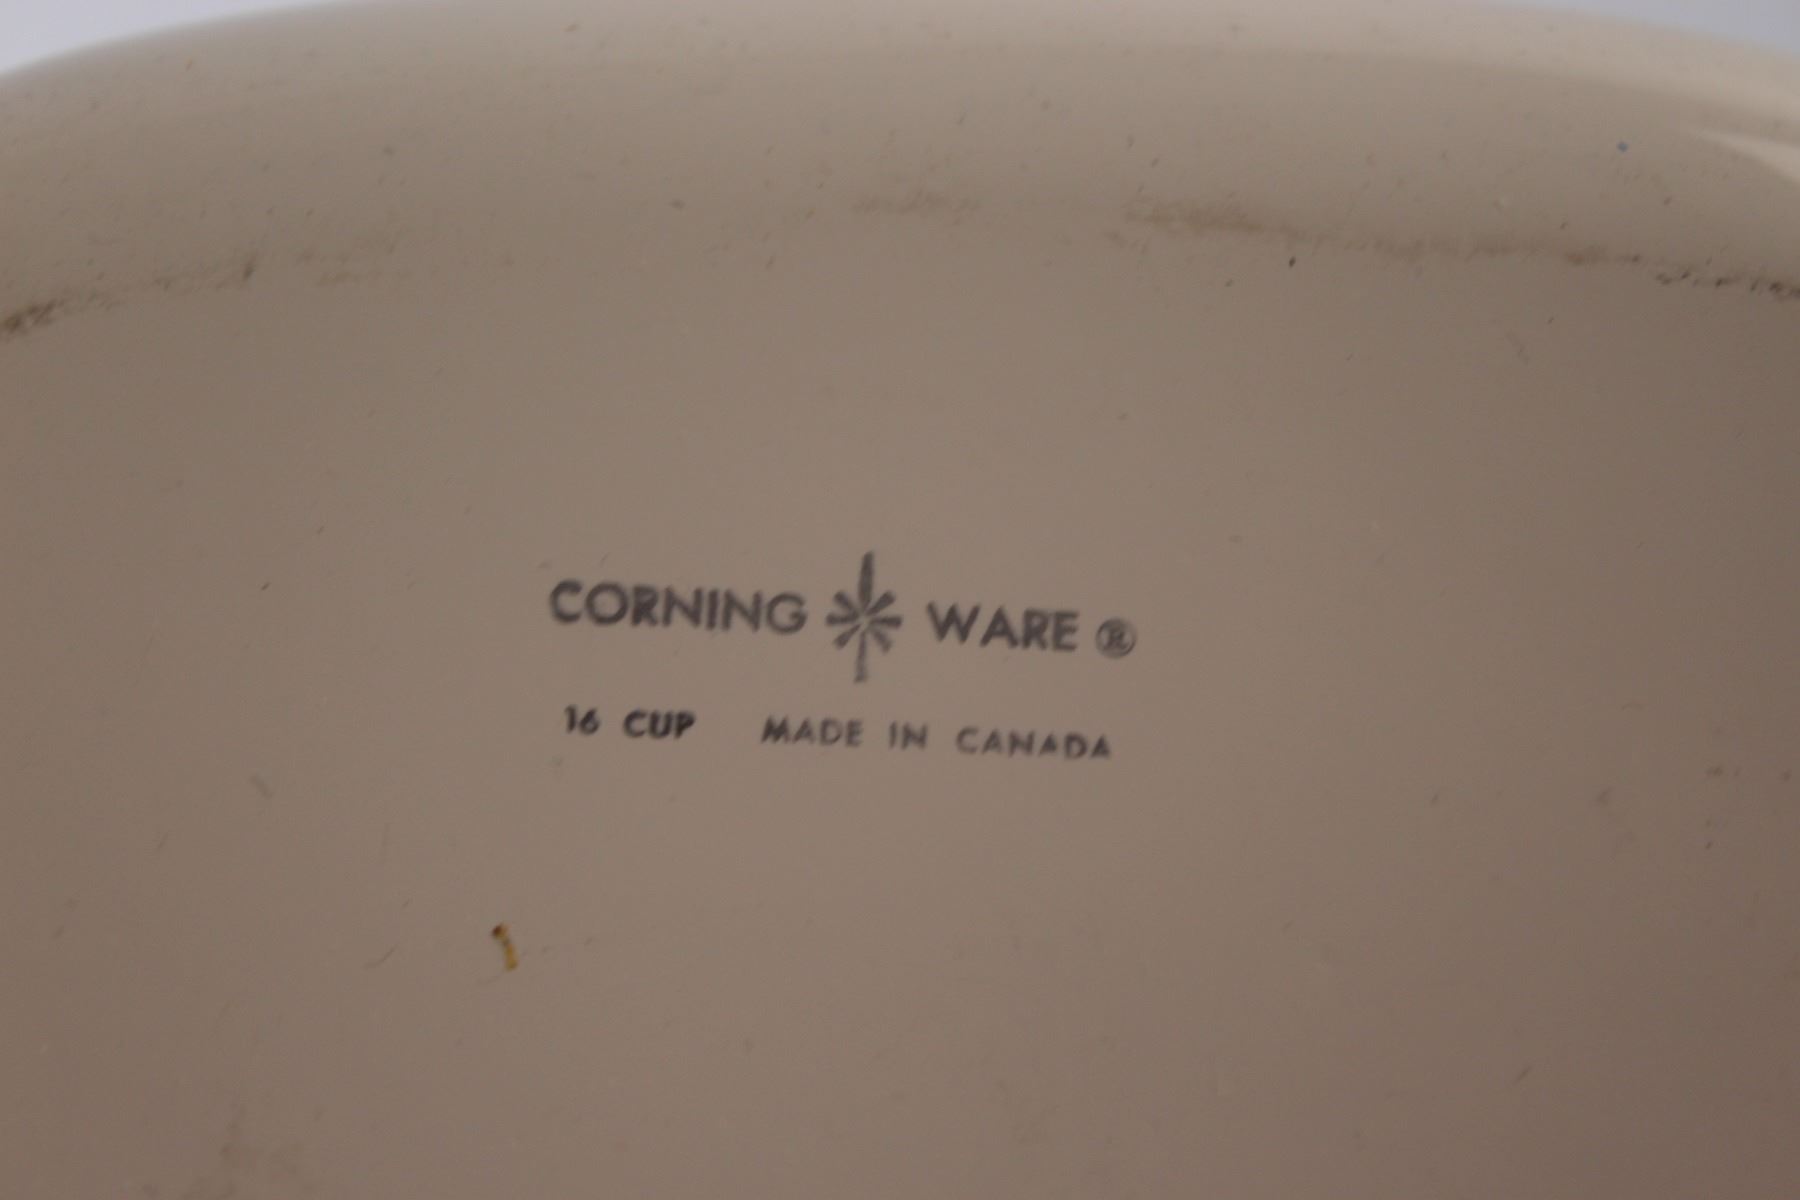 CORNING WARE ®
16 CUP MADE IN CANADA